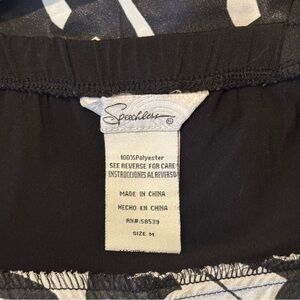 Speechless ®
100%Polyester
SEE REVERSE FOR CARE
INSTRUCCIONES AL REVERSO
MADE IN CHINA
HECHO EN CHINA
RN#:58539
SIZE M